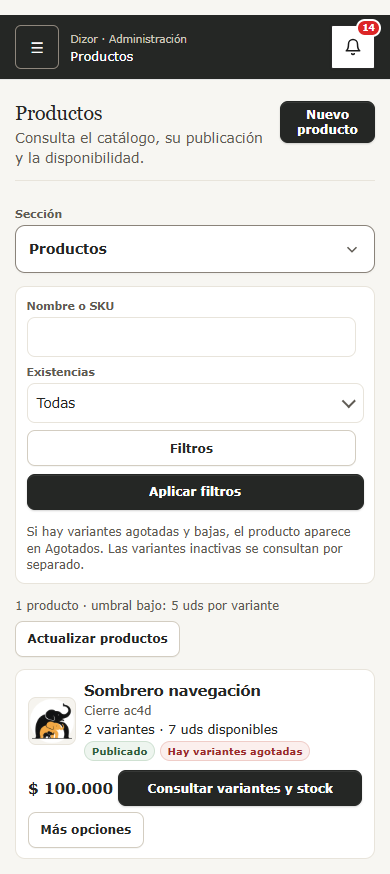 14
Dizor · Administración
Productos
Productos
Consulta el catálogo, su publicación
y la disponibilidad.
Nuevo
producto
Sección
Productos
Nombre o SKU
Existencias
Todas
Filtros
Aplicar filtros
Si hay variantes agotadas y bajas, el producto aparece
en Agotados. Las variantes inactivas se consultan por
separado.
1 producto · umbral bajo: 5 uds por variante
Actualizar productos
Sombrero navegación
Cierre ac4d
2 variantes · 7 uds disponibles
Publicado
Hay variantes agotadas
$ 100.000
Consultar variantes y stock
Más opciones